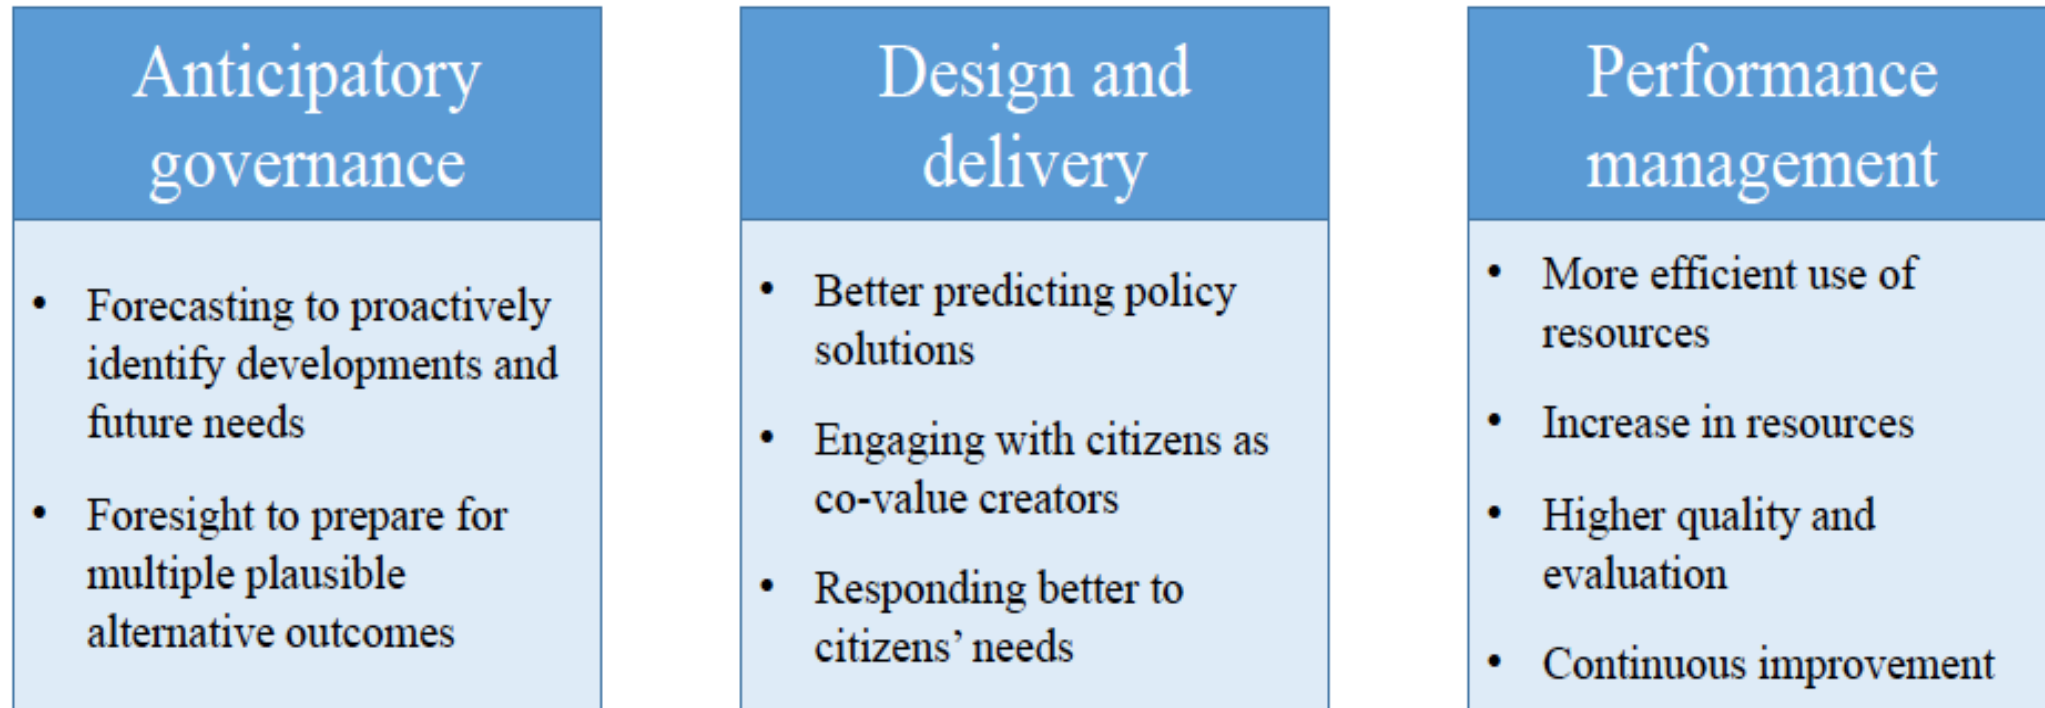 Anticipatory
governance
• Forecasting to proactively
identify developments and
future needs
• Foresight to prepare for
multiple plausible
alternative outcomes
Design and
delivery
• Better predicting policy
solutions
• Engaging with citizens as
co-value creators
• Responding better to
citizens’ needs
Performance
management
• More efficient use of
resources
• Increase in resources
• Higher quality and
evaluation
• Continuous improvement